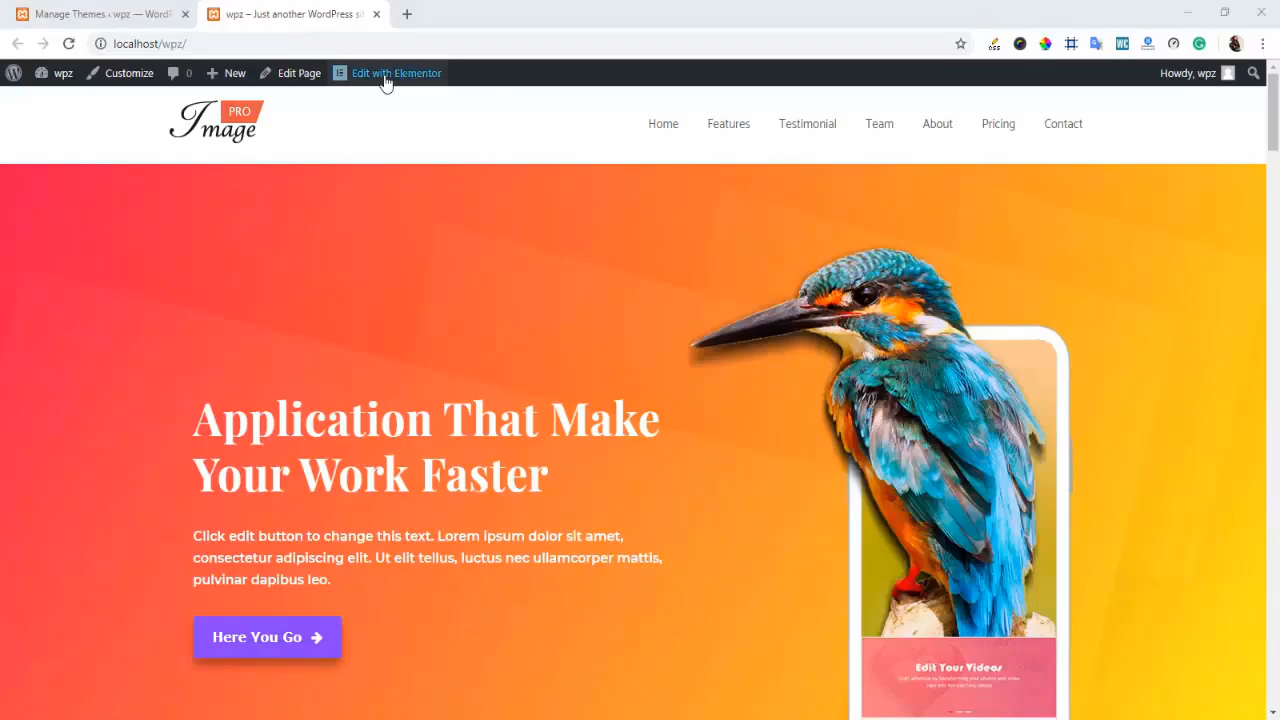 Manage Themes ‹ wpz — WordP
wpz – Just another WordPress si
localhost/wpz/
wpz
Customize
0
New
Edit Page
Edit with Elementor
Howdy, wpz
Image PRO
Home
Features
Testimonial
Team
About
Pricing
Contact
Application That Make
Your Work Faster
Click edit button to change this text. Lorem ipsum dolor sit amet,
consectetur adipiscing elit. Ut elit tellus, luctus nec ullamcorper mattis,
pulvinar dapibus leo.
Here You Go
Edit Your Videos